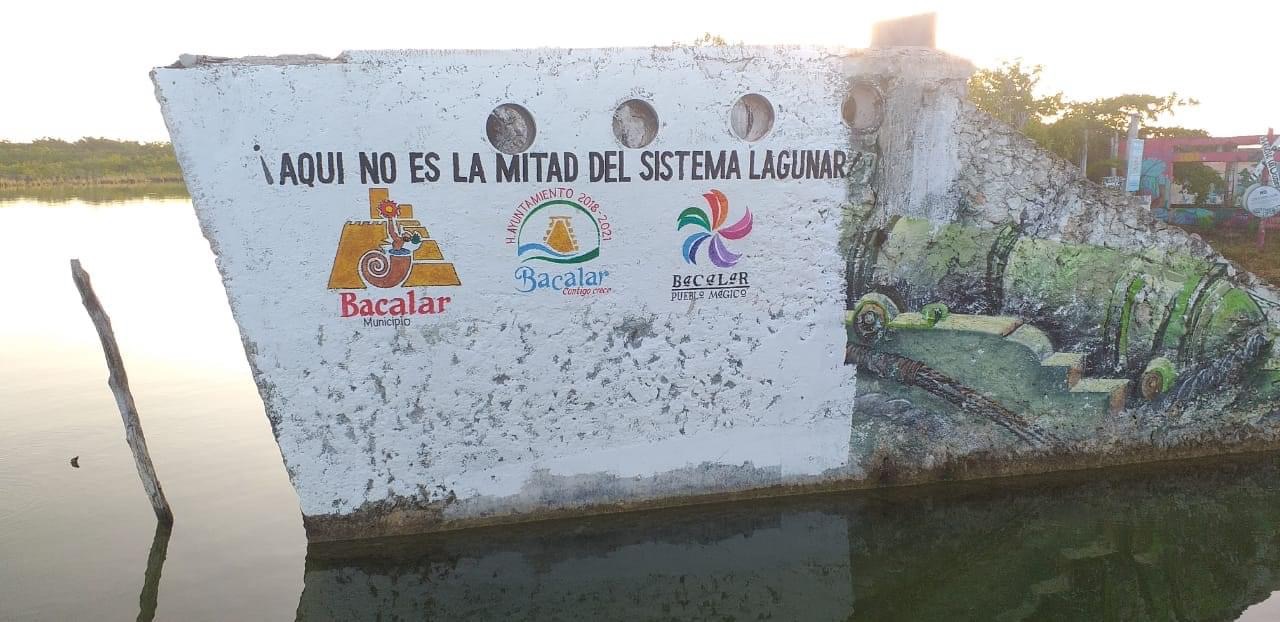 ¡AQUI NO ES LA MITAD DEL SISTEMA LAGUNAR
Bacalar
Municipio
H. AYUNTAMIENTO 2018-2021
Bacalar
Contigo crece
BACALAR
PUEBLO MÁGICO